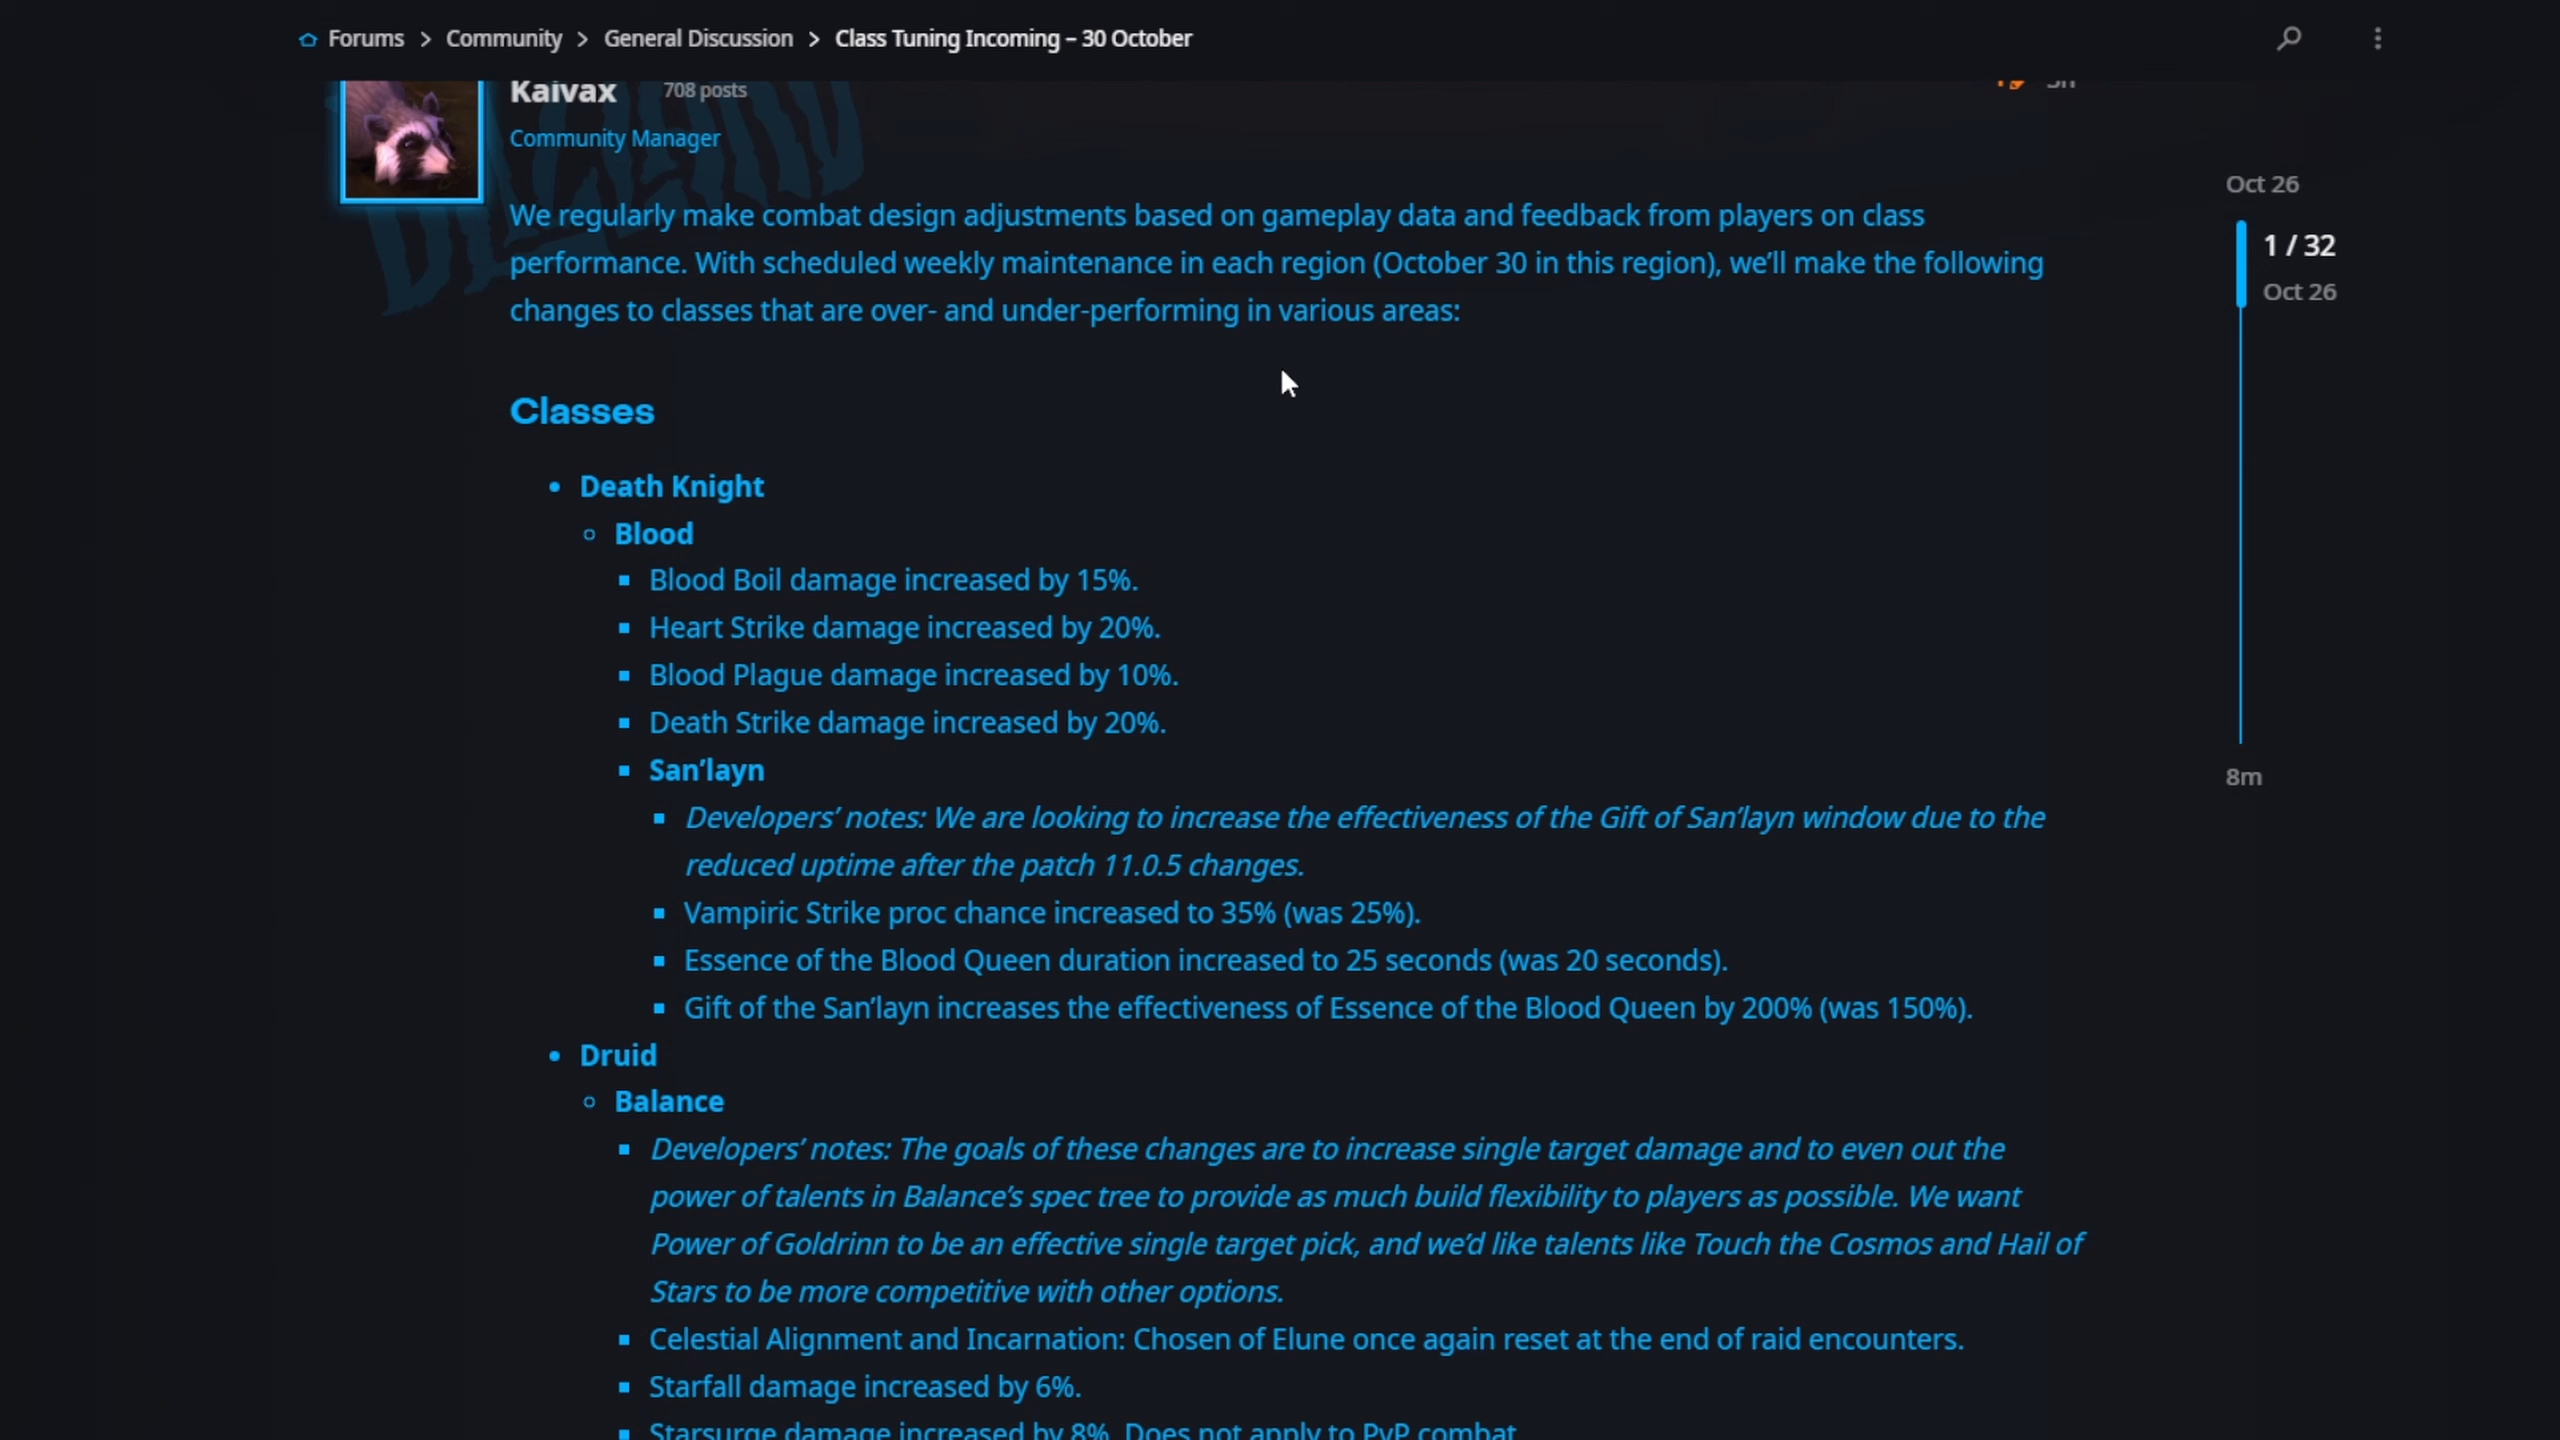 Forums > Community > General Discussion > Class Tuning Incoming – 30 October
Kaivax 708 posts
Community Manager
BLIZZARD
We regularly make combat design adjustments based on gameplay data and feedback from players on class
performance. With scheduled weekly maintenance in each region (October 30 in this region), we’ll make the following
changes to classes that are over- and under-performing in various areas:
Classes
• Death Knight
◦ Blood
▪ Blood Boil damage increased by 15%.
▪ Heart Strike damage increased by 20%.
▪ Blood Plague damage increased by 10%.
▪ Death Strike damage increased by 20%.
▪ San’layn
▪ Developers’ notes: We are looking to increase the effectiveness of the Gift of San’layn window due to the
reduced uptime after the patch 11.0.5 changes.
▪ Vampiric Strike proc chance increased to 35% (was 25%).
▪ Essence of the Blood Queen duration increased to 25 seconds (was 20 seconds).
▪ Gift of the San’layn increases the effectiveness of Essence of the Blood Queen by 200% (was 150%).
• Druid
◦ Balance
▪ Developers’ notes: The goals of these changes are to increase single target damage and to even out the
power of talents in Balance’s spec tree to provide as much build flexibility to players as possible. We want
Power of Goldrinn to be an effective single target pick, and we’d like talents like Touch the Cosmos and Hail of
Stars to be more competitive with other options.
▪ Celestial Alignment and Incarnation: Chosen of Elune once again reset at the end of raid encounters.
▪ Starfall damage increased by 6%.
▪ Starsurge damage increased by 8%. Does not apply to PvP combat.
Oct 26
1 / 32
Oct 26
8m